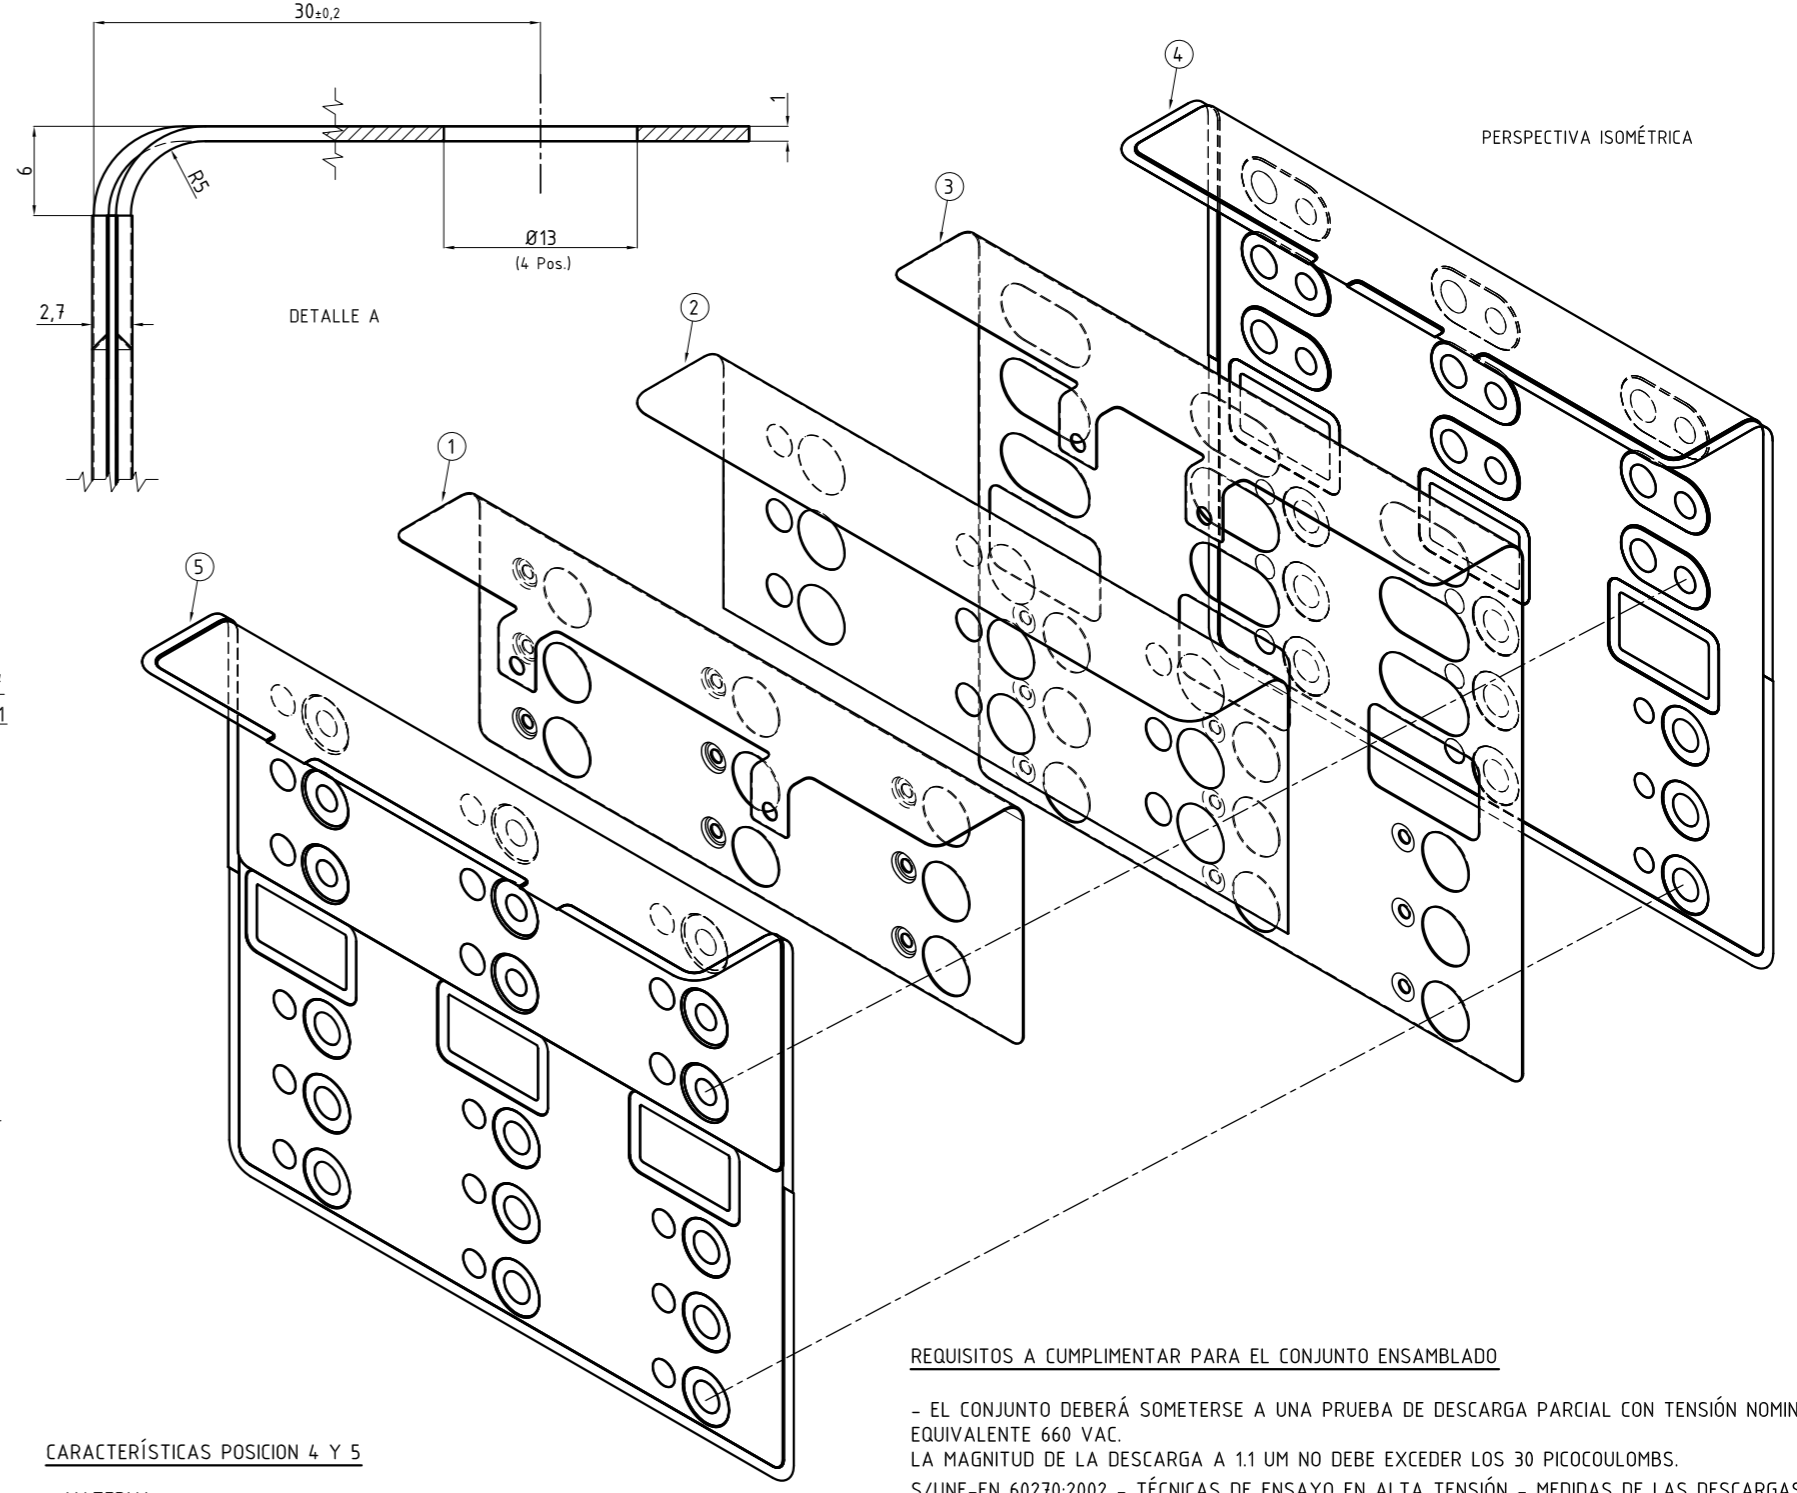 30±0,2
4
1
PERSPECTIVA ISOMÉTRICA
6
R5
3
Ø13
(4 Pos.)
2,7
DETALLE A
2
1
5
1
REQUISITOS A CUMPLIMENTAR PARA EL CONJUNTO ENSAMBLADO
- EL CONJUNTO DEBERÁ SOMETERSE A UNA PRUEBA DE DESCARGA PARCIAL CON TENSIÓN NOMIN
EQUIVALENTE 660 VAC.
LA MAGNITUD DE LA DESCARGA A 1.1 UM NO DEBE EXCEDER LOS 30 PICOCOULOMBS.
S/UNE-EN 60270:2002 - TÉCNICAS DE ENSAYO EN ALTA TENSIÓN - MEDIDAS DE LAS DESCARGAS
CARACTERÍSTICAS POSICION 4 Y 5